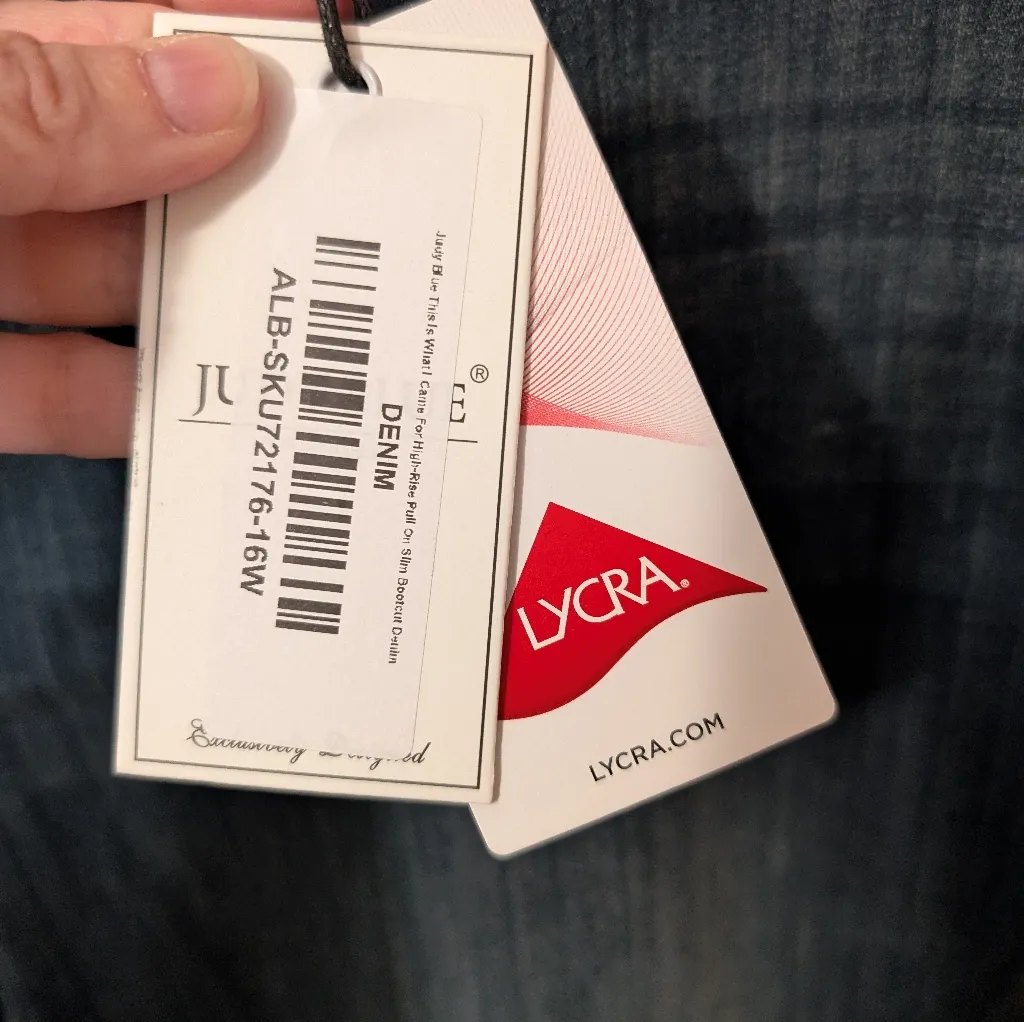 JU E®
Judy Blue This Is What I Came For High-Rise Pull On Slim Bootcut Denim
DENIM
ALB-SKU72176-16W
Exclusively Designed
LYCRA®
LYCRA.COM